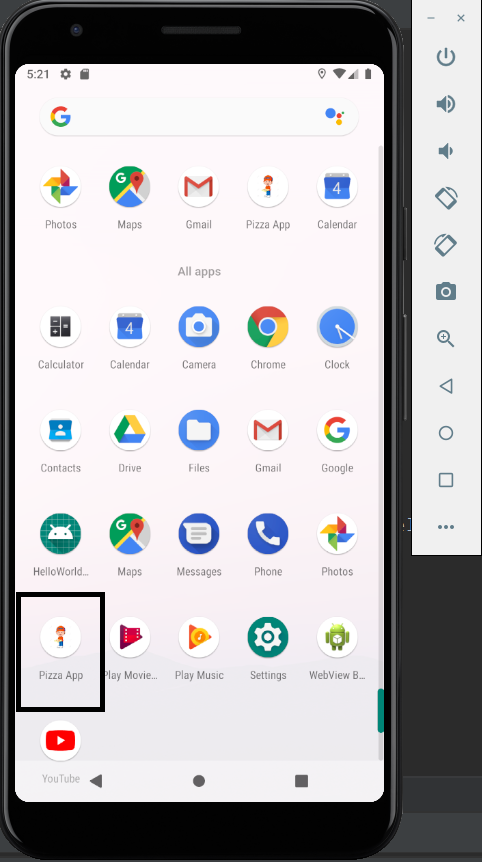 5:21
Photos Maps Gmail Pizza App Calendar
All apps
Calculator Calendar Camera Chrome Clock
Contacts Drive Files Gmail Google
HelloWorld... Maps Messages Phone Photos
Pizza App Play Movie... Play Music Settings WebView B...
YouTube